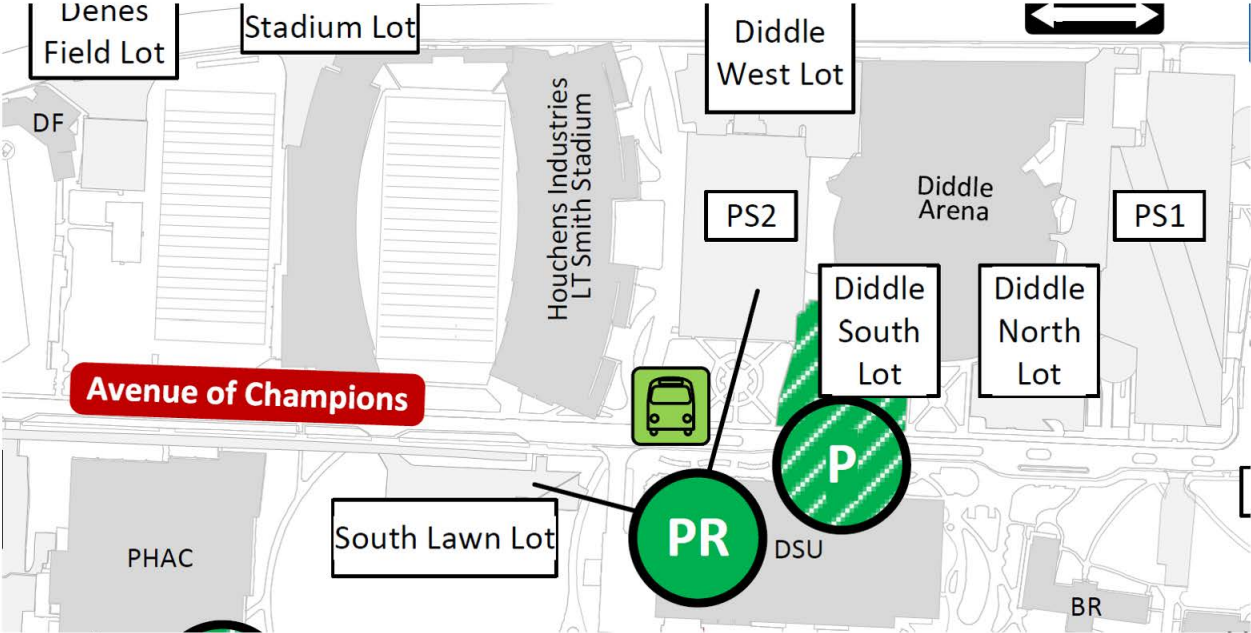 Denes
Field Lot
Stadium Lot
Diddle
West Lot
DF
Houchens Industries
LT Smith Stadium
PS2
Diddle
Arena
PS1
Diddle
South
Lot
Diddle
North
Lot
Avenue of Champions
P
South Lawn Lot
PR
DSU
PHAC
BR